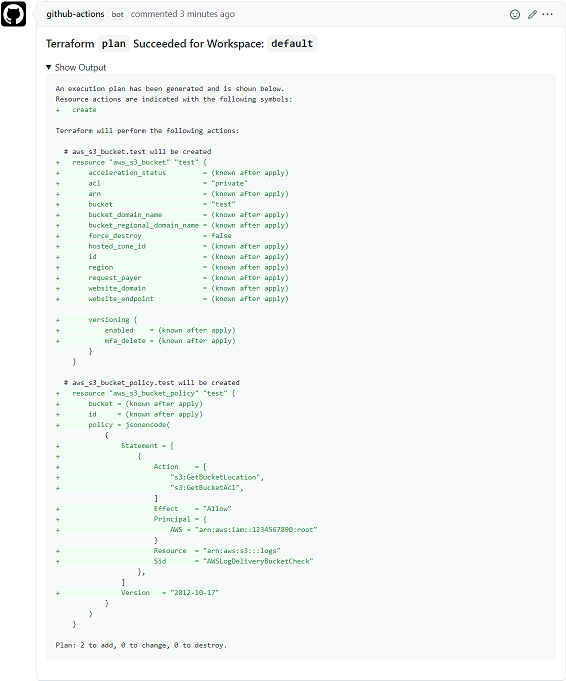 github-actions bot commented 3 minutes ago
Terraform plan Succeeded for Workspace: default
▼ Show Output
An execution plan has been generated and is shown below.
Resource actions are indicated with the following symbols:
+   create

Terraform will perform the following actions:

  # aws_s3_bucket.test will be created
+   resource "aws_s3_bucket" "test" {
+       acceleration_status         = (known after apply)
+       acl                         = "private"
+       arn                         = (known after apply)
+       bucket                      = "test"
+       bucket_domain_name          = (known after apply)
+       bucket_regional_domain_name = (known after apply)
+       force_destroy               = false
+       hosted_zone_id              = (known after apply)
+       id                          = (known after apply)
+       region                      = (known after apply)
+       request_payer               = (known after apply)
+       website_domain              = (known after apply)
+       website_endpoint            = (known after apply)

+       versioning {
+           enabled    = (known after apply)
+           mfa_delete = (known after apply)
        }
    }

  # aws_s3_bucket_policy.test will be created
+   resource "aws_s3_bucket_policy" "test" {
+       bucket = (known after apply)
+       id     = (known after apply)
+       policy = jsonencode(
            {
+               Statement = [
+                   {
+                       Action    = [
+                           "s3:GetBucketLocation",
+                           "s3:GetBucketAcl",
                        ]
+                       Effect    = "Allow"
+                       Principal = {
+                           AWS = "arn:aws:iam::1234567890:root"
                        }
+                       Resource  = "arn:aws:s3:::logs"
+                       Sid       = "AWSLogDeliveryBucketCheck"
                    },
                ]
+               Version   = "2012-10-17"
            }
        )
    }

Plan: 2 to add, 0 to change, 0 to destroy.